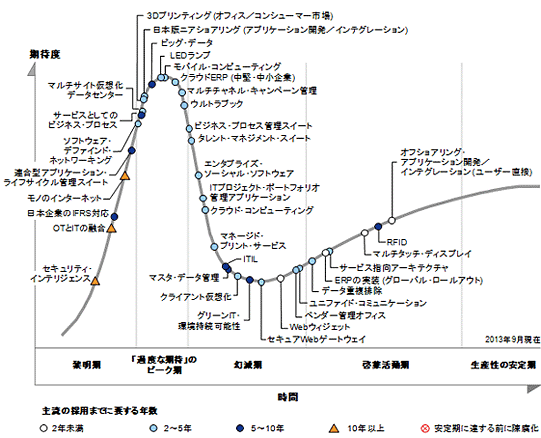 3Dプリンティング (オフィス／コンシューマー市場)
日本版ニアショアリング (アプリケーション開発／インテグレーション)
ビッグ・データ
LEDランプ
モバイル・コンピューティング
クラウドERP (中堅・中小企業)
マルチチャネル・キャンペーン管理
ウルトラブック
ビジネス・プロセス管理スイート
タレント・マネジメント・スイート
エンタプライズ・
ソーシャル・ソフトウェア
ITプロジェクト・ポートフォリオ
管理アプリケーション
クラウド・コンピューティング
期待度
マルチサイト仮想化
データセンター
サービスとしての
ビジネス・プロセス
ソフトウェア・
デファインド・
ネットワーキング
連合型アプリケーション・
ライフサイクル管理スイート
モノのインターネット
日本企業のIFRS対応
OTとITの融合
セキュリティ・
インテリジェンス
マネージド・
プリント・サービス
ITIL
マスタ・データ管理
クライアント仮想化
グリーンIT・
環境持続可能性
セキュアWebゲートウェイ
Webウィジェット
ベンダー管理オフィス
ユニファイド・コミュニケーション
データ重複排除
ERPの実装 (グローバル・ロールアウト)
サービス指向アーキテクチャ
マルチタッチ・ディスプレイ
RFID
オフショアリング・
アプリケーション開発／
インテグレーション (ユーザー直接)
2013年9月現在
黎明期
「過度な期待」の
ピーク期
幻滅期
啓蒙活動期
生産性の安定期
時間
主流の採用までに要する年数
2年未満
2～5年
5～10年
10年以上
安定期に達する前に陳腐化